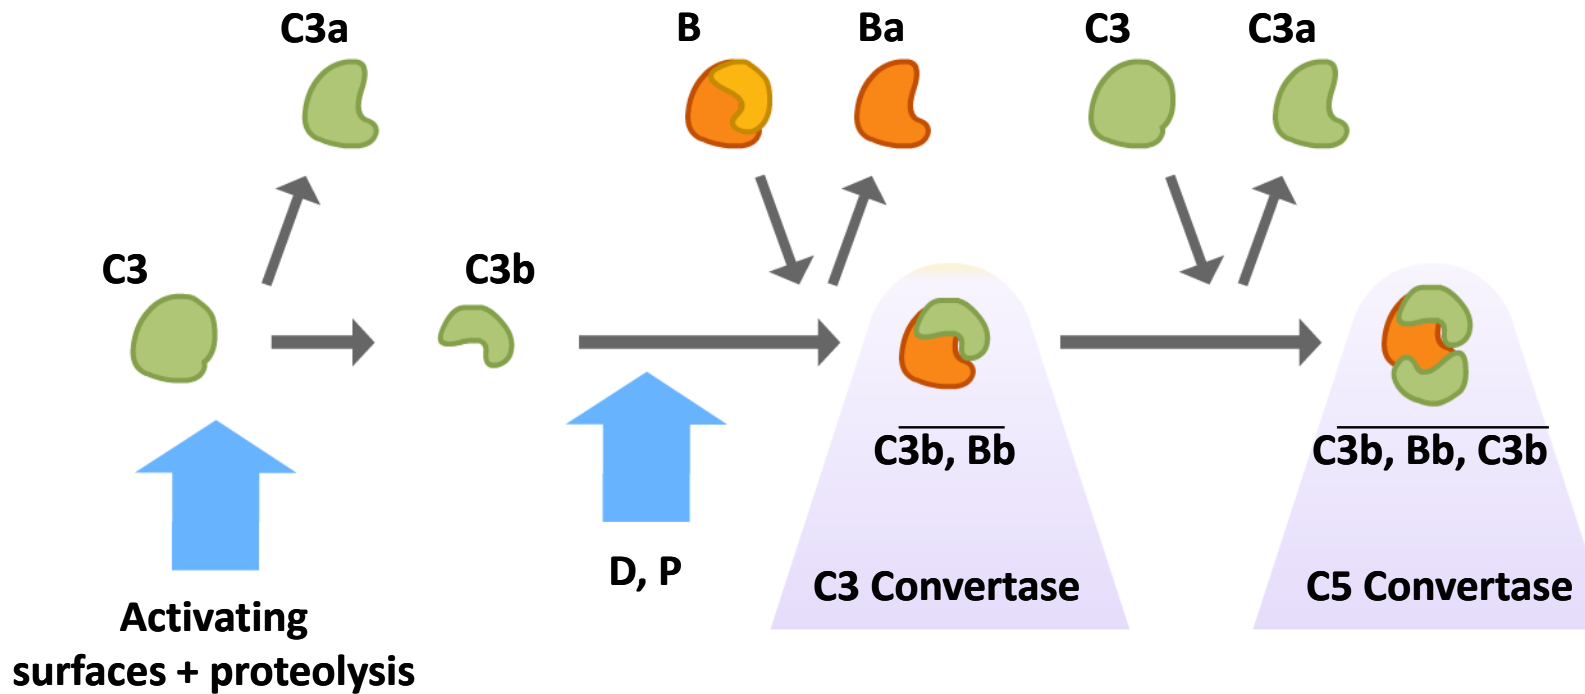 C3a
B
Ba
C3
C3a
C3
C3b
C3b, Bb
C3b, Bb, C3b
D, P
C3 Convertase
C5 Convertase
Activating
surfaces + proteolysis